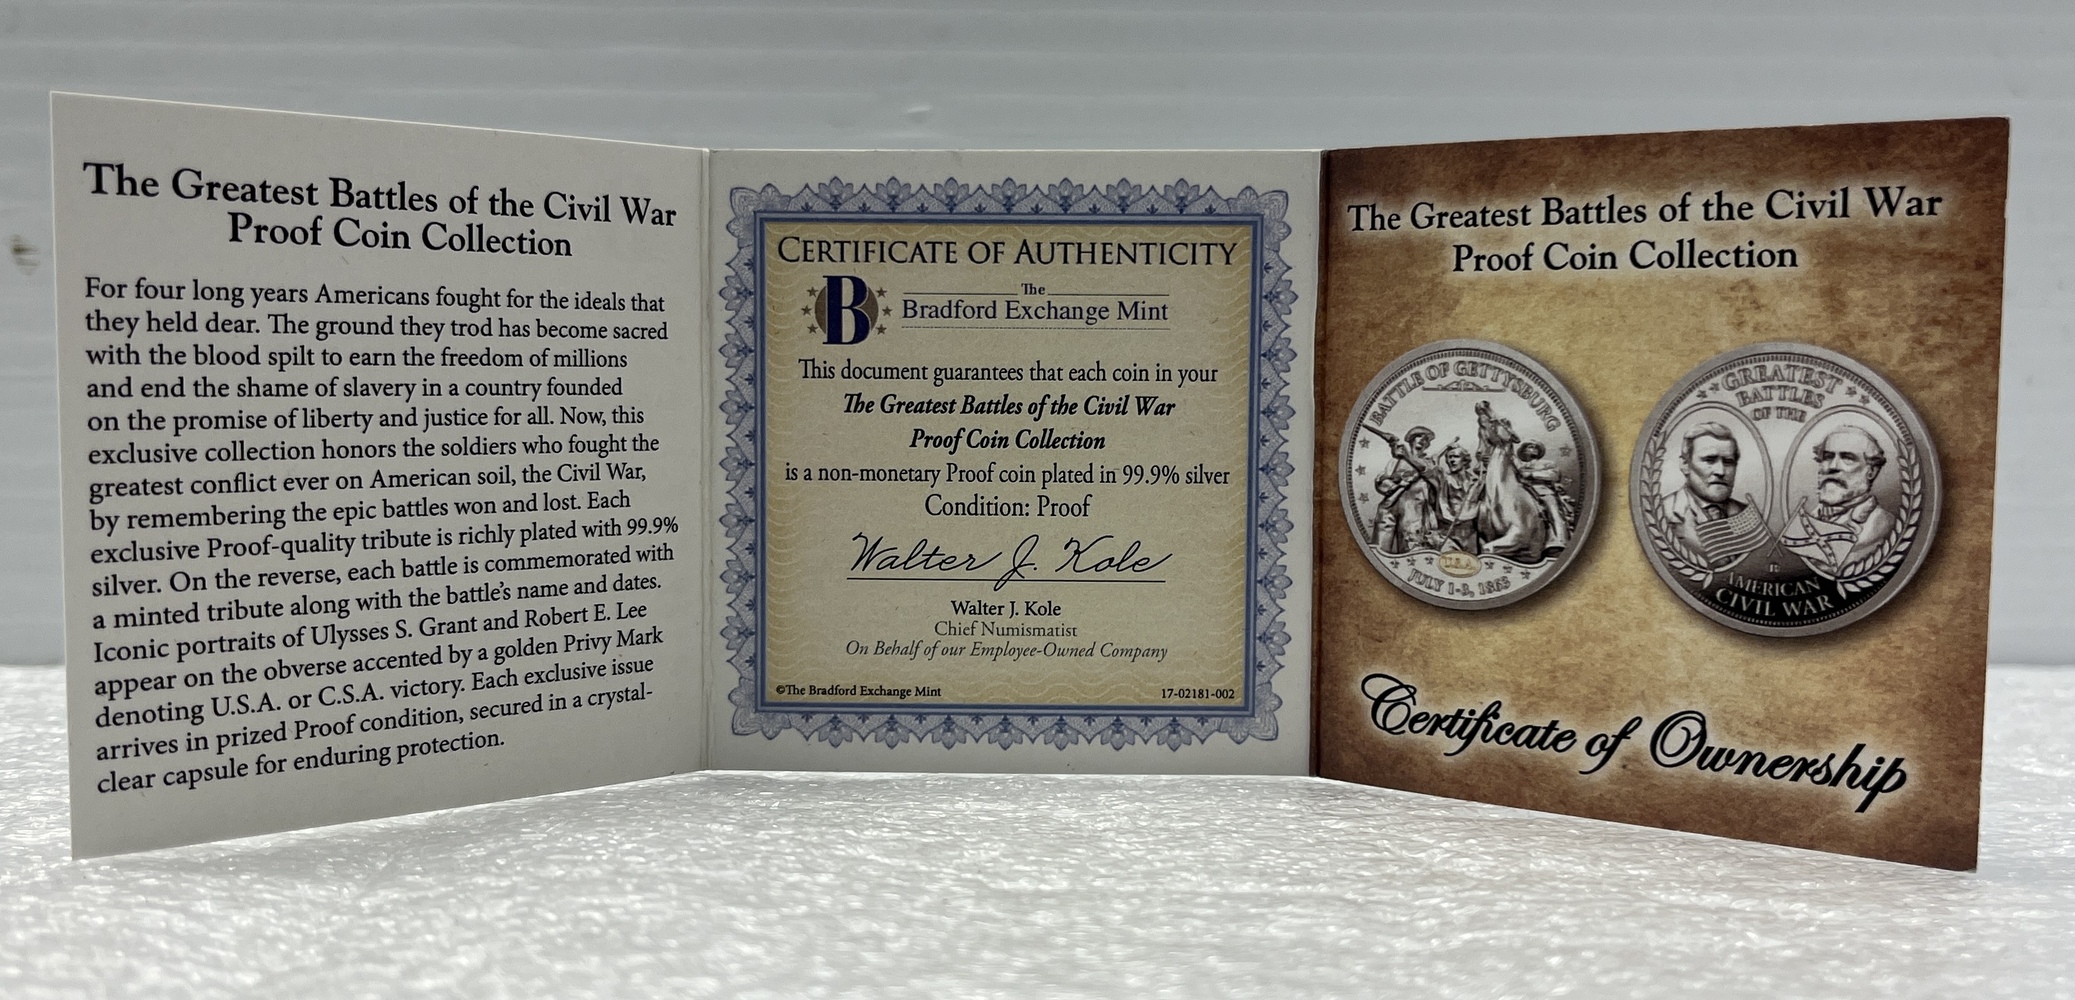 The Greatest Battles of the Civil War
Proof Coin Collection
For four long years Americans fought for the ideals that
they held dear. The ground they trod has become sacred
with the blood spilt to earn the freedom of millions
and end the shame of slavery in a country founded
on the promise of liberty and justice for all. Now, this
exclusive collection honors the soldiers who fought the
greatest conflict ever on American soil, the Civil War,
by remembering the epic battles won and lost. Each
exclusive Proof-quality tribute is richly plated with 99.9%
silver. On the reverse, each battle is commemorated with
a minted tribute along with the battle's name and dates.
Iconic portraits of Ulysses S. Grant and Robert E. Lee
appear on the obverse accented by a golden Privy Mark
denoting U.S.A. or C.S.A. victory. Each exclusive issue
arrives in prized Proof condition, secured in a crystal-
clear capsule for enduring protection.
CERTIFICATE OF AUTHENTICITY
B
The
Bradford Exchange Mint
This document guarantees that each coin in your
The Greatest Battles of the Civil War
Proof Coin Collection
is a non-monetary Proof coin plated in 99.9% silver
Condition: Proof
Walter J. Kole
Walter J. Kole
Chief Numismatist
On Behalf of our Employee-Owned Company
©The Bradford Exchange Mint
17-02181-002
The Greatest Battles of the Civil War
Proof Coin Collection
BATTLE OF GETTYSBURG
U.S.A.
JULY 1-3, 1863
GREATEST
BATTLES
OF THE
B
AMERICAN
CIVIL WAR
Certificate of Ownership